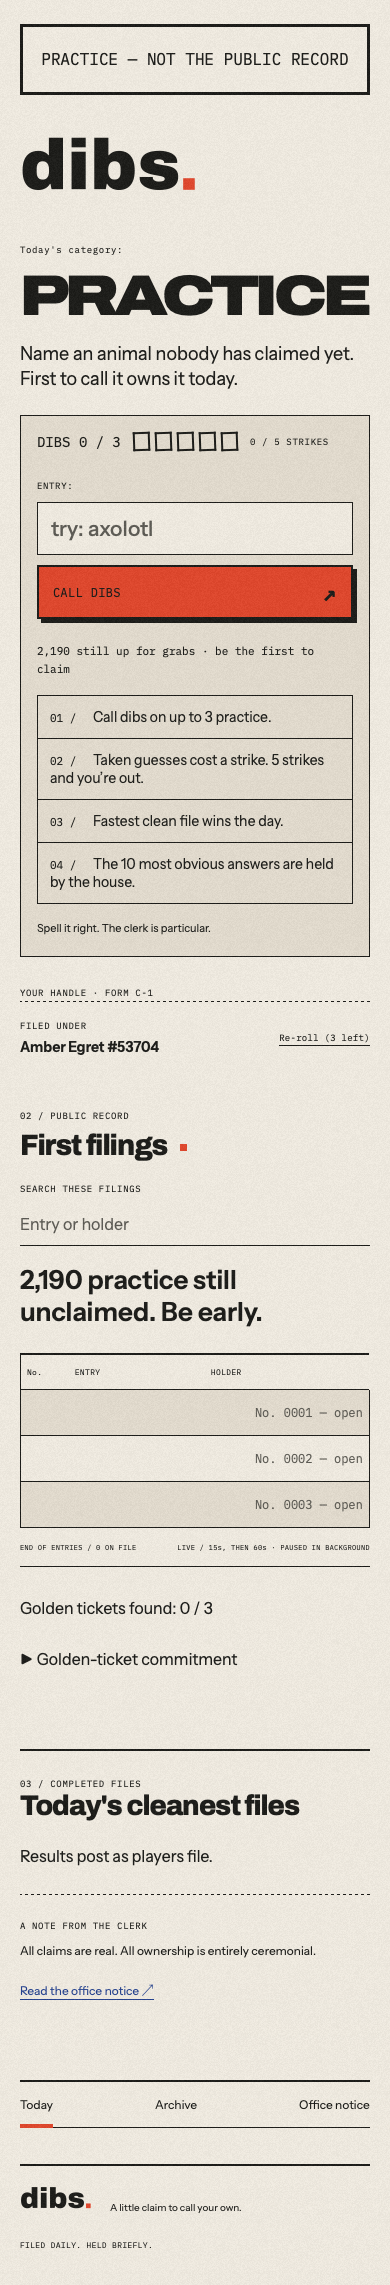 PRACTICE — NOT THE PUBLIC RECORD
dibs.
Today's category:
PRACTICE
Name an animal nobody has claimed yet.
First to call it owns it today.
DIBS 0 / 3
0 / 5 STRIKES
ENTRY:
try: axolotl
CALL DIBS ↗
2,190 still up for grabs · be the first to
claim
01 / Call dibs on up to 3 practice.
02 / Taken guesses cost a strike. 5 strikes
and you're out.
03 / Fastest clean file wins the day.
04 / The 10 most obvious answers are held
by the house.
Spell it right. The clerk is particular.
YOUR HANDLE · FORM C-1
FILED UNDER
Amber Egret #53704
Re-roll (3 left)
02 / PUBLIC RECORD
First filings
SEARCH THESE FILINGS
Entry or holder
2,190 practice still
unclaimed. Be early.
No. ENTRY HOLDER
No. 0001 — open
No. 0002 — open
No. 0003 — open
END OF ENTRIES / 0 ON FILE
LIVE / 15s, THEN 60s · PAUSED IN BACKGROUND
Golden tickets found: 0 / 3
▶ Golden-ticket commitment
03 / COMPLETED FILES
Today's cleanest files
Results post as players file.
A NOTE FROM THE CLERK
All claims are real. All ownership is entirely ceremonial.
Read the office notice ↗
Today Archive Office notice
dibs. A little claim to call your own.
FILED DAILY. HELD BRIEFLY.